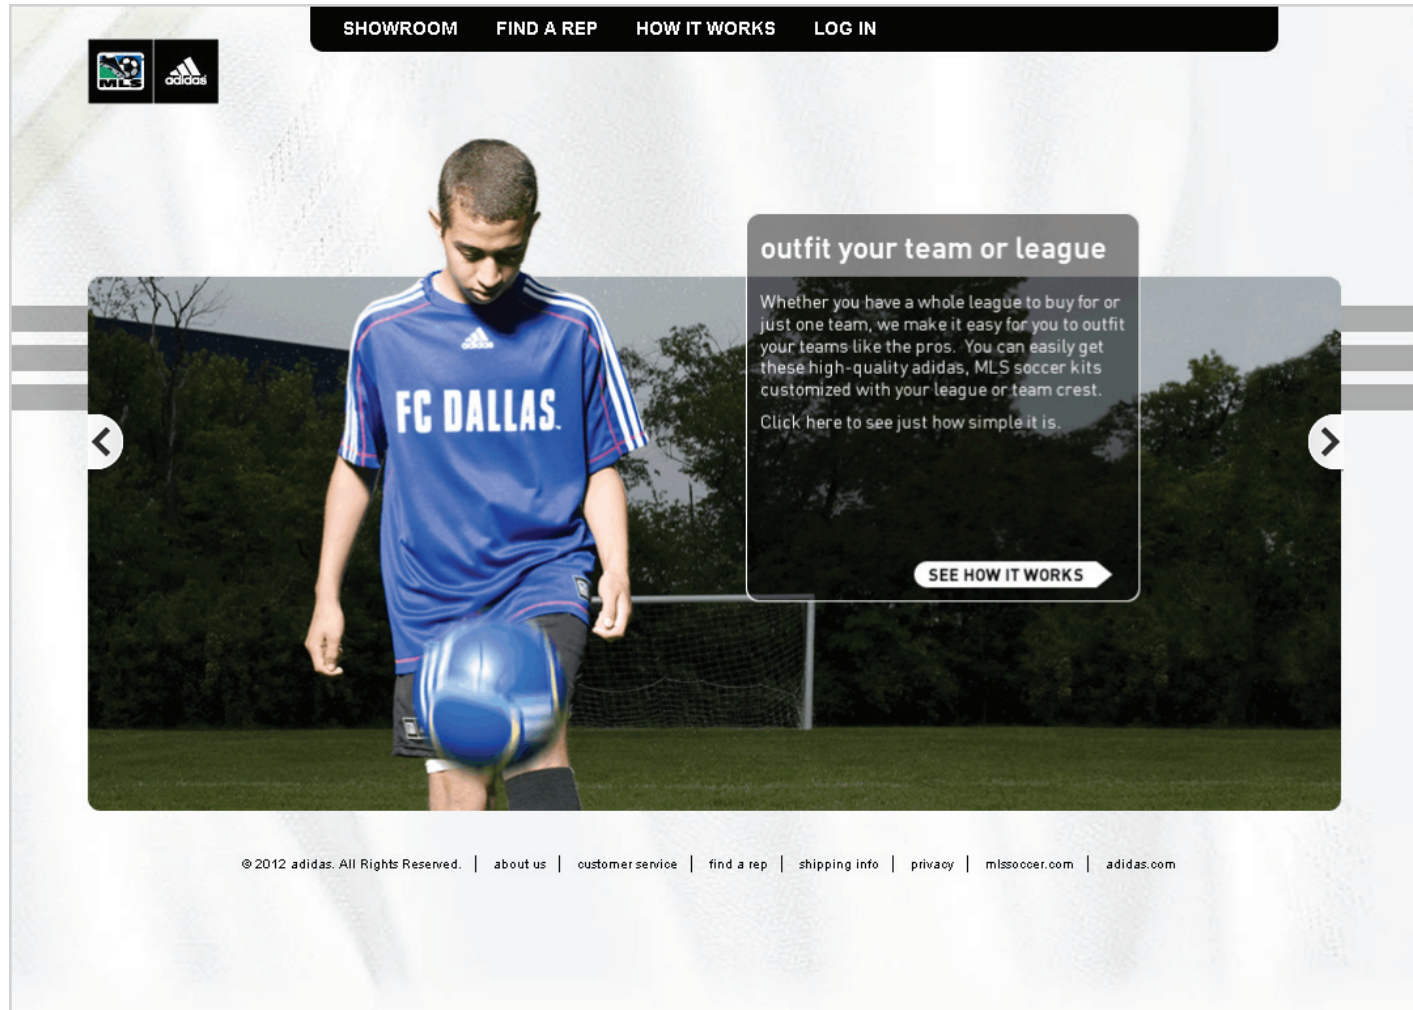 SHOWROOM FIND A REP HOW IT WORKS LOG IN
MLS adidas
outfit your team or league
Whether you have a whole league to buy for or
just one team, we make it easy for you to outfit
your teams like the pros. You can easily get
these high-quality adidas, MLS soccer kits
customized with your league or team crest.
Click here to see just how simple it is.
adidas
FC DALLAS
SEE HOW IT WORKS
© 2012 adidas. All Rights Reserved. | about us | customer service | find a rep | shipping info | privacy | mlssoccer.com | adidas.com